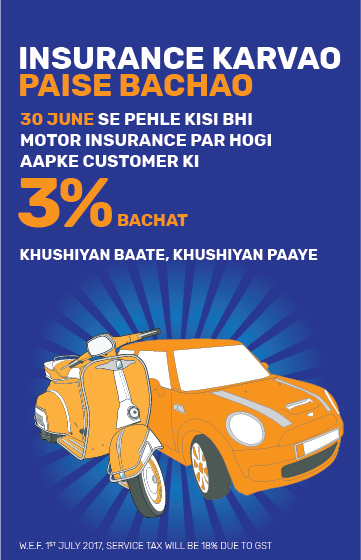 INSURANCE KARVAO
PAISE BACHAO
30 JUNE SE PEHLE KISI BHI
MOTOR INSURANCE PAR HOGI
AAPKE CUSTOMER KI
3% BACHAT
KHUSHIYAN BAATE, KHUSHIYAN PAAYE
W.E.F. 1ST JULY 2017, SERVICE TAX WILL BE 18% DUE TO GST